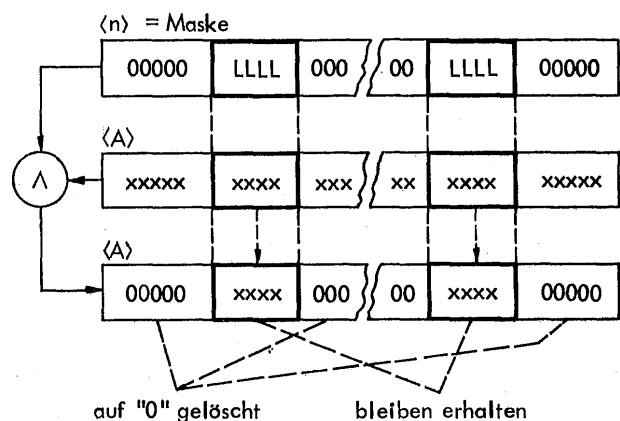 ⟨n⟩ = Maske
00000 LLLL 000 00 LLLL 00000
⟨A⟩
∧
xxxxx xxxx xxx xx xxxx xxxxx
⟨A⟩
00000 xxxx 000 00 xxxx 00000
auf "0" gelöscht bleiben erhalten